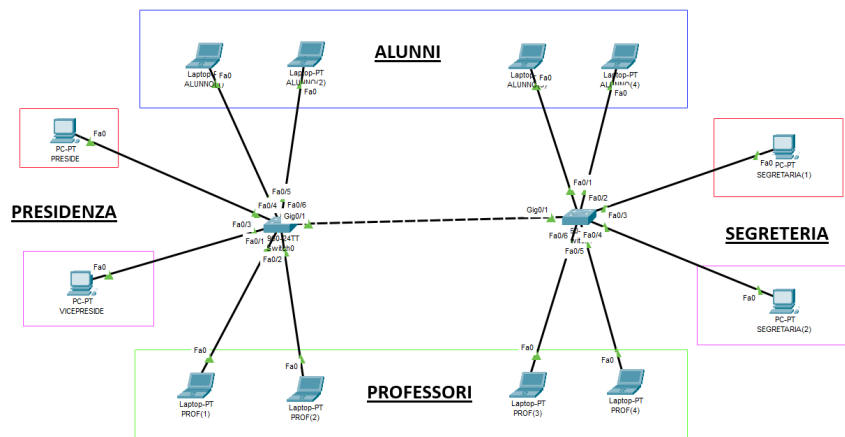 ALUNNI
Fa0
Laptop-PT
ALUNNO(2)
Fa0
Fa0
Laptop-PT
ALUNNO(4)
Fa0
Fa0
PC-PT
PRESIDE
Fa0
PC-PT
SEGRETARIA(1)
PRESIDENZA
Fa0/5
Fa0/4
Fa0/6
Gig0/1
Fa0/3
Fa0/1
Switch0
Fa0/2
Gig0/1
Fa0/1
Fa0/2
Fa0/3
Fa0/6
Fa0/4
Fa0/5
SEGRETERIA
Fa0
PC-PT
VICEPRESIDE
Fa0
PC-PT
SEGRETARIA(2)
Fa0
Laptop-PT
PROF(1)
Fa0
Laptop-PT
PROF(2)
PROFESSORI
Fa0
Laptop-PT
PROF(3)
Fa0
Laptop-PT
PROF(4)